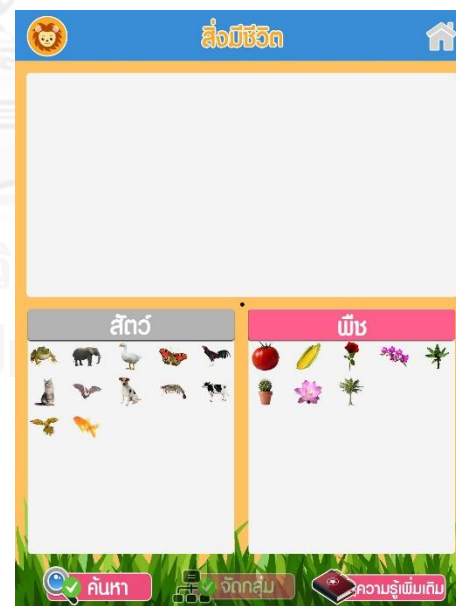 สิ่งมีชีวิต
สัตว์
พืช
ค้นหา
จัดกลุ่ม
ความรู้เพิ่มเติม